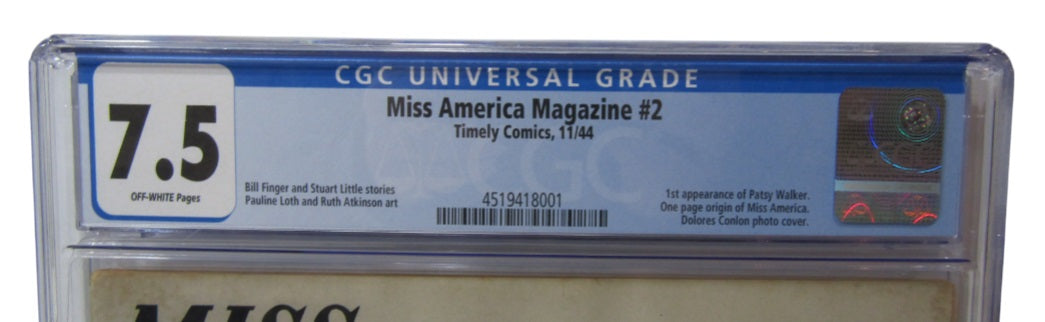 CGC UNIVERSAL GRADE
7.5
OFF-WHITE Pages
Miss America Magazine #2
Timely Comics, 11/44
Bill Finger and Stuart Little stories
Pauline Loth and Ruth Atkinson art
4519418001
1st appearance of Patsy Walker.
One page origin of Miss America.
Dolores Conlon photo cover.
CGC
MISS